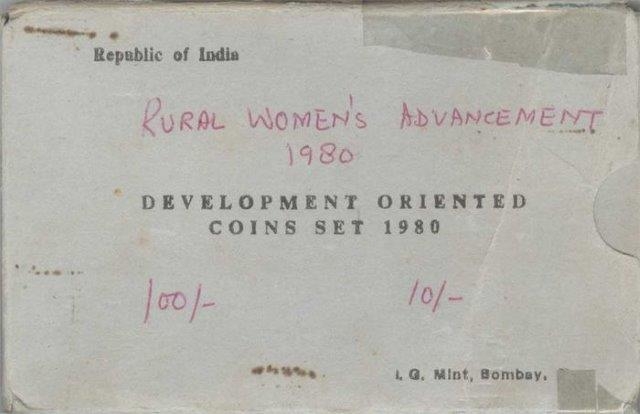 Republic of India
RURAL WOMEN'S ADVANCEMENT
1980
DEVELOPMENT ORIENTED
COINS SET 1980
100/- 10/-
I. G. Mint, Bombay.